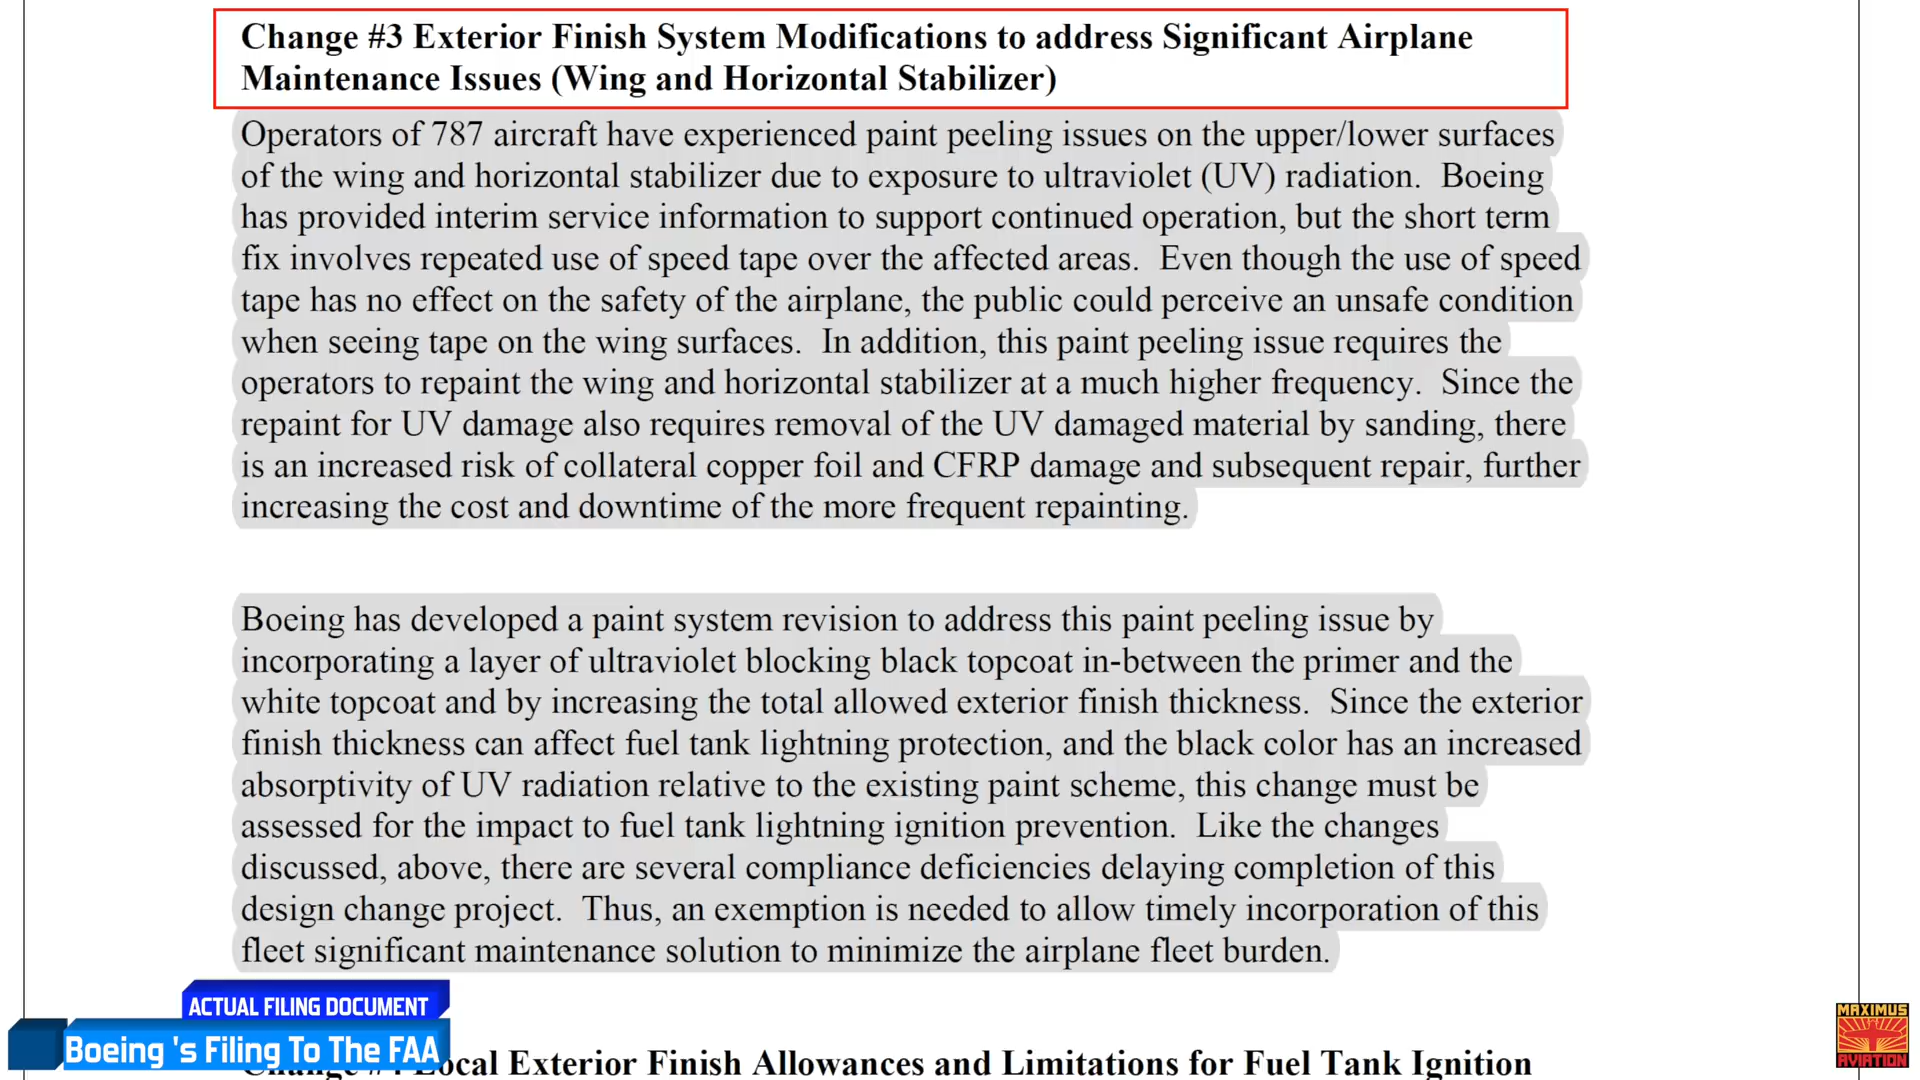 Change #3 Exterior Finish System Modifications to address Significant Airplane
Maintenance Issues (Wing and Horizontal Stabilizer)
Operators of 787 aircraft have experienced paint peeling issues on the upper/lower surfaces
of the wing and horizontal stabilizer due to exposure to ultraviolet (UV) radiation.  Boeing
has provided interim service information to support continued operation, but the short term
fix involves repeated use of speed tape over the affected areas.  Even though the use of speed
tape has no effect on the safety of the airplane, the public could perceive an unsafe condition
when seeing tape on the wing surfaces.  In addition, this paint peeling issue requires the
operators to repaint the wing and horizontal stabilizer at a much higher frequency.  Since the
repaint for UV damage also requires removal of the UV damaged material by sanding, there
is an increased risk of collateral copper foil and CFRP damage and subsequent repair, further
increasing the cost and downtime of the more frequent repainting.
Boeing has developed a paint system revision to address this paint peeling issue by
incorporating a layer of ultraviolet blocking black topcoat in-between the primer and the
white topcoat and by increasing the total allowed exterior finish thickness.  Since the exterior
finish thickness can affect fuel tank lightning protection, and the black color has an increased
absorptivity of UV radiation relative to the existing paint scheme, this change must be
assessed for the impact to fuel tank lightning ignition prevention.  Like the changes
discussed, above, there are several compliance deficiencies delaying completion of this
design change project.  Thus, an exemption is needed to allow timely incorporation of this
fleet significant maintenance solution to minimize the airplane fleet burden.
ACTUAL FILING DOCUMENT
Boeing 's Filing To The FAA
Exterior Finish Allowances and Limitations for Fuel Tank Ignition
MAXIMUS
AVIATION